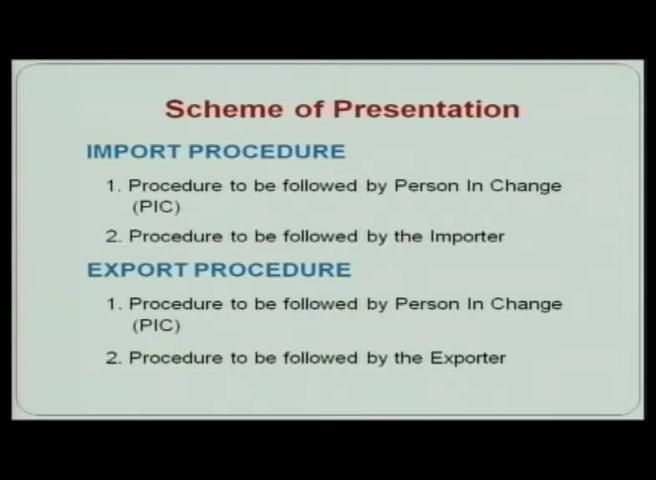 Scheme of Presentation
IMPORT PROCEDURE
1. Procedure to be followed by Person In Change
(PIC)
2. Procedure to be followed by the Importer
EXPORT PROCEDURE
1. Procedure to be followed by Person In Change
(PIC)
2. Procedure to be followed by the Exporter